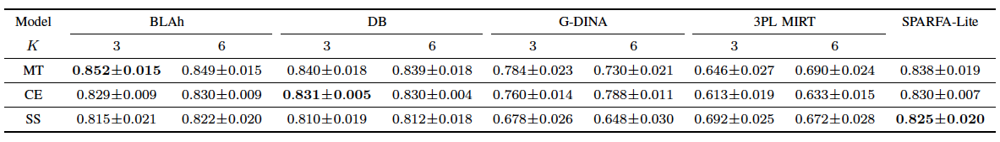 Model BLAh DB G-DINA 3PL MIRT SPARFA-Lite
K 3 6 3 6 3 6 3 6
MT 0.852±0.015 0.849±0.015 0.840±0.018 0.839±0.018 0.784±0.023 0.730±0.021 0.646±0.027 0.690±0.024 0.838±0.019
CE 0.829±0.009 0.830±0.009 0.831±0.005 0.830±0.004 0.760±0.014 0.788±0.011 0.613±0.019 0.633±0.015 0.830±0.007
SS 0.815±0.021 0.822±0.020 0.810±0.019 0.812±0.018 0.678±0.026 0.648±0.030 0.692±0.025 0.672±0.028 0.825±0.020